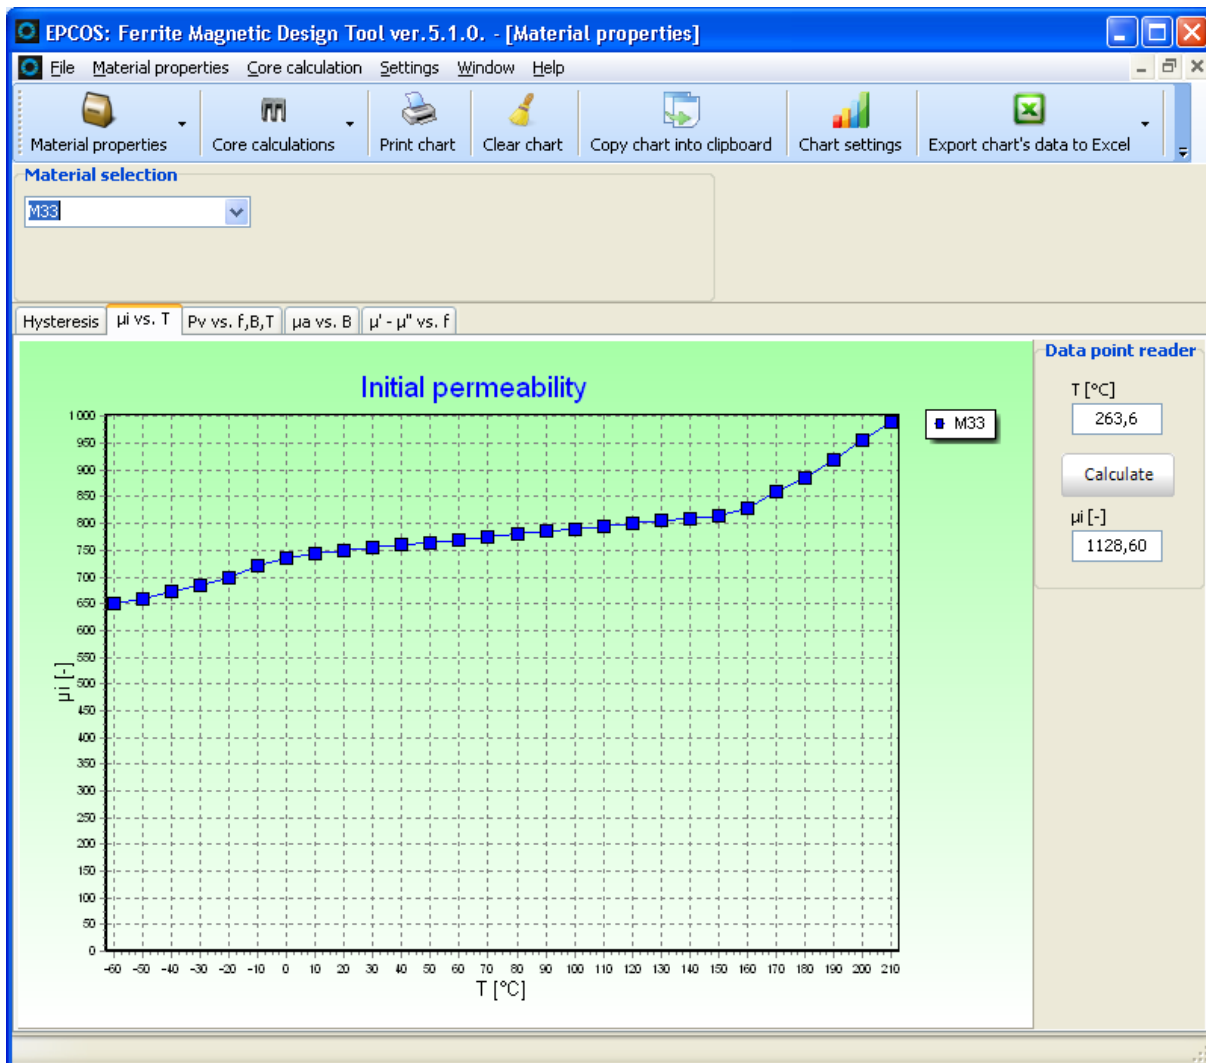 EPCOS: Ferrite Magnetic Design Tool ver.5.1.0. - [Material properties]
File Material properties Core calculation Settings Window Help
Material properties Core calculations Print chart Clear chart Copy chart into clipboard Chart settings Export chart's data to Excel
Material selection
M33
Hysteresis µi vs. T Pv vs. f,B,T µa vs. B µ' - µ'' vs. f
Data point reader
T [°C]
263,6
Calculate
µi [-]
1128,60
Initial permeability
M33
1 000
950
900
850
800
750
700
650
600
550
500
450
400
350
300
250
200
150
100
50
0
µi [-]
-60 -50 -40 -30 -20 -10 0 10 20 30 40 50 60 70 80 90 100 110 120 130 140 150 160 170 180 190 200 210
T [°C]